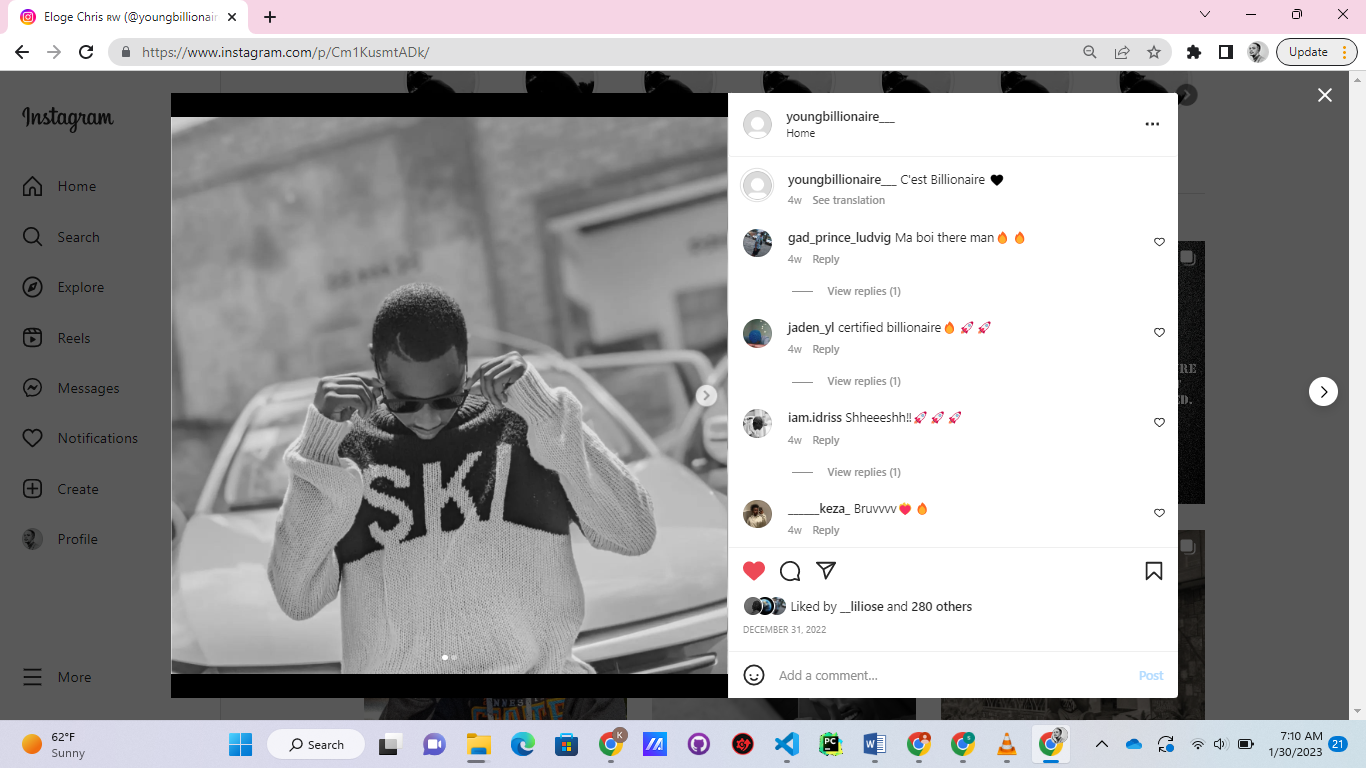 Eloge Chris ʀᴡ (@youngbillionair
https://www.instagram.com/p/Cm1KusmtADk/
Update
Instagram
Home
Search
Explore
Reels
Messages
Notifications
Create
Profile
More
SKI
youngbillionaire___
Home
youngbillionaire___ C'est Billionaire 🖤
4w See translation
gad_prince_ludvig Ma boi there man🔥 🔥
4w Reply
View replies (1)
jaden_yl certified billionaire🔥 🚀 🚀
4w Reply
View replies (1)
iam.idriss Shheeeshh!!🚀 🚀 🚀
4w Reply
View replies (1)
______keza_ Bruvvvv❤️‍🔥 🔥
4w Reply
Liked by __liliose and 280 others
DECEMBER 31, 2022
Add a comment...
Post
62°F
Sunny
Search
K
PC
W
S
7:10 AM
1/30/2023
21